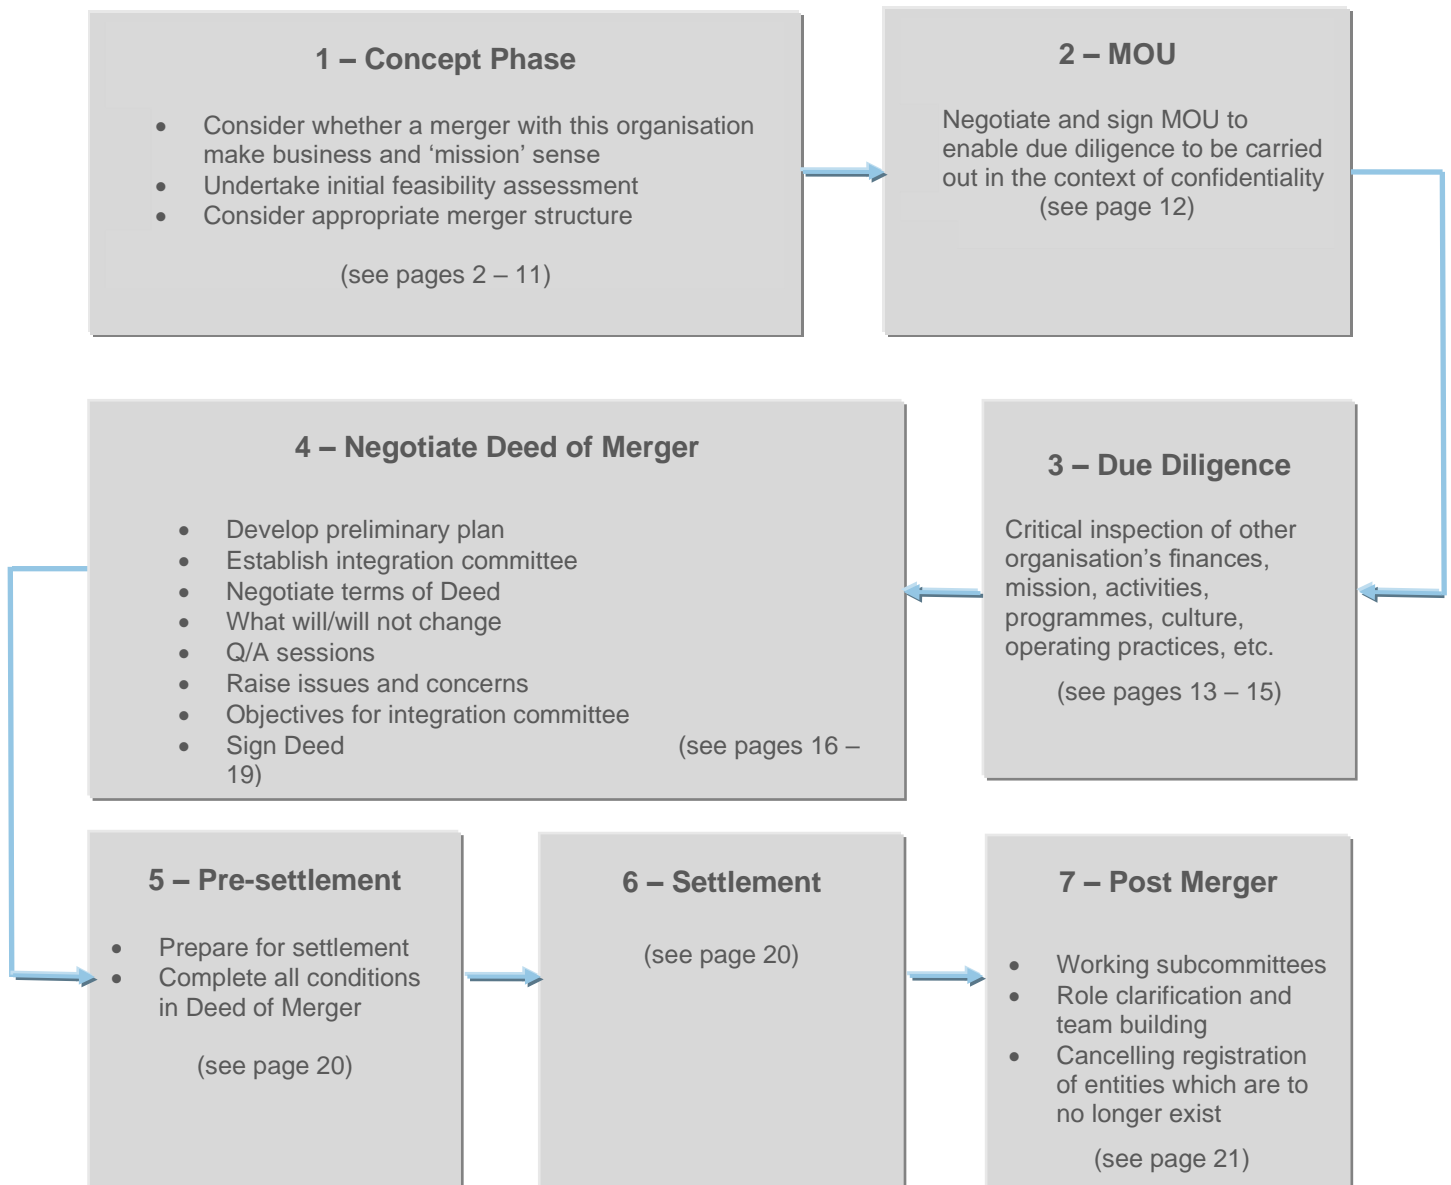 1 – Concept Phase
• Consider whether a merger with this organisation
make business and ‘mission’ sense
• Undertake initial feasibility assessment
• Consider appropriate merger structure
(see pages 2 – 11)
2 – MOU
Negotiate and sign MOU to
enable due diligence to be carried
out in the context of confidentiality
(see page 12)
3 – Due Diligence
Critical inspection of other
organisation’s finances,
mission, activities,
programmes, culture,
operating practices, etc.
(see pages 13 – 15)
4 – Negotiate Deed of Merger
• Develop preliminary plan
• Establish integration committee
• Negotiate terms of Deed
• What will/will not change
• Q/A sessions
• Raise issues and concerns
• Objectives for integration committee
• Sign Deed (see pages 16 –
19)
5 – Pre-settlement
• Prepare for settlement
• Complete all conditions
in Deed of Merger
(see page 20)
6 – Settlement
(see page 20)
7 – Post Merger
• Working subcommittees
• Role clarification and
team building
• Cancelling registration
of entities which are to
no longer exist
(see page 21)